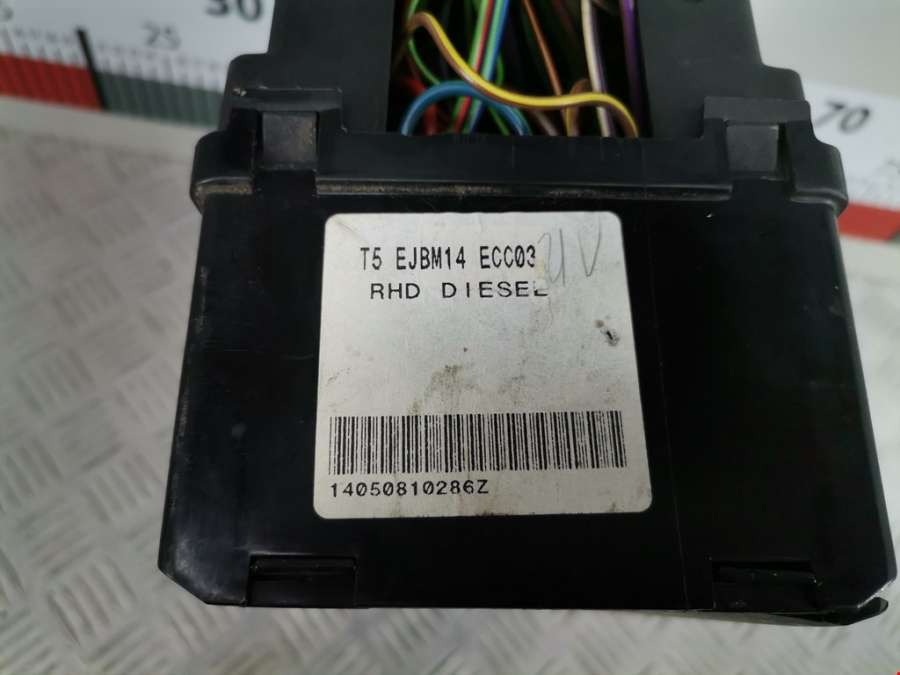 30
25
70
T5 EJBM14 ECC03
RHD DIESEL
14050810286Z